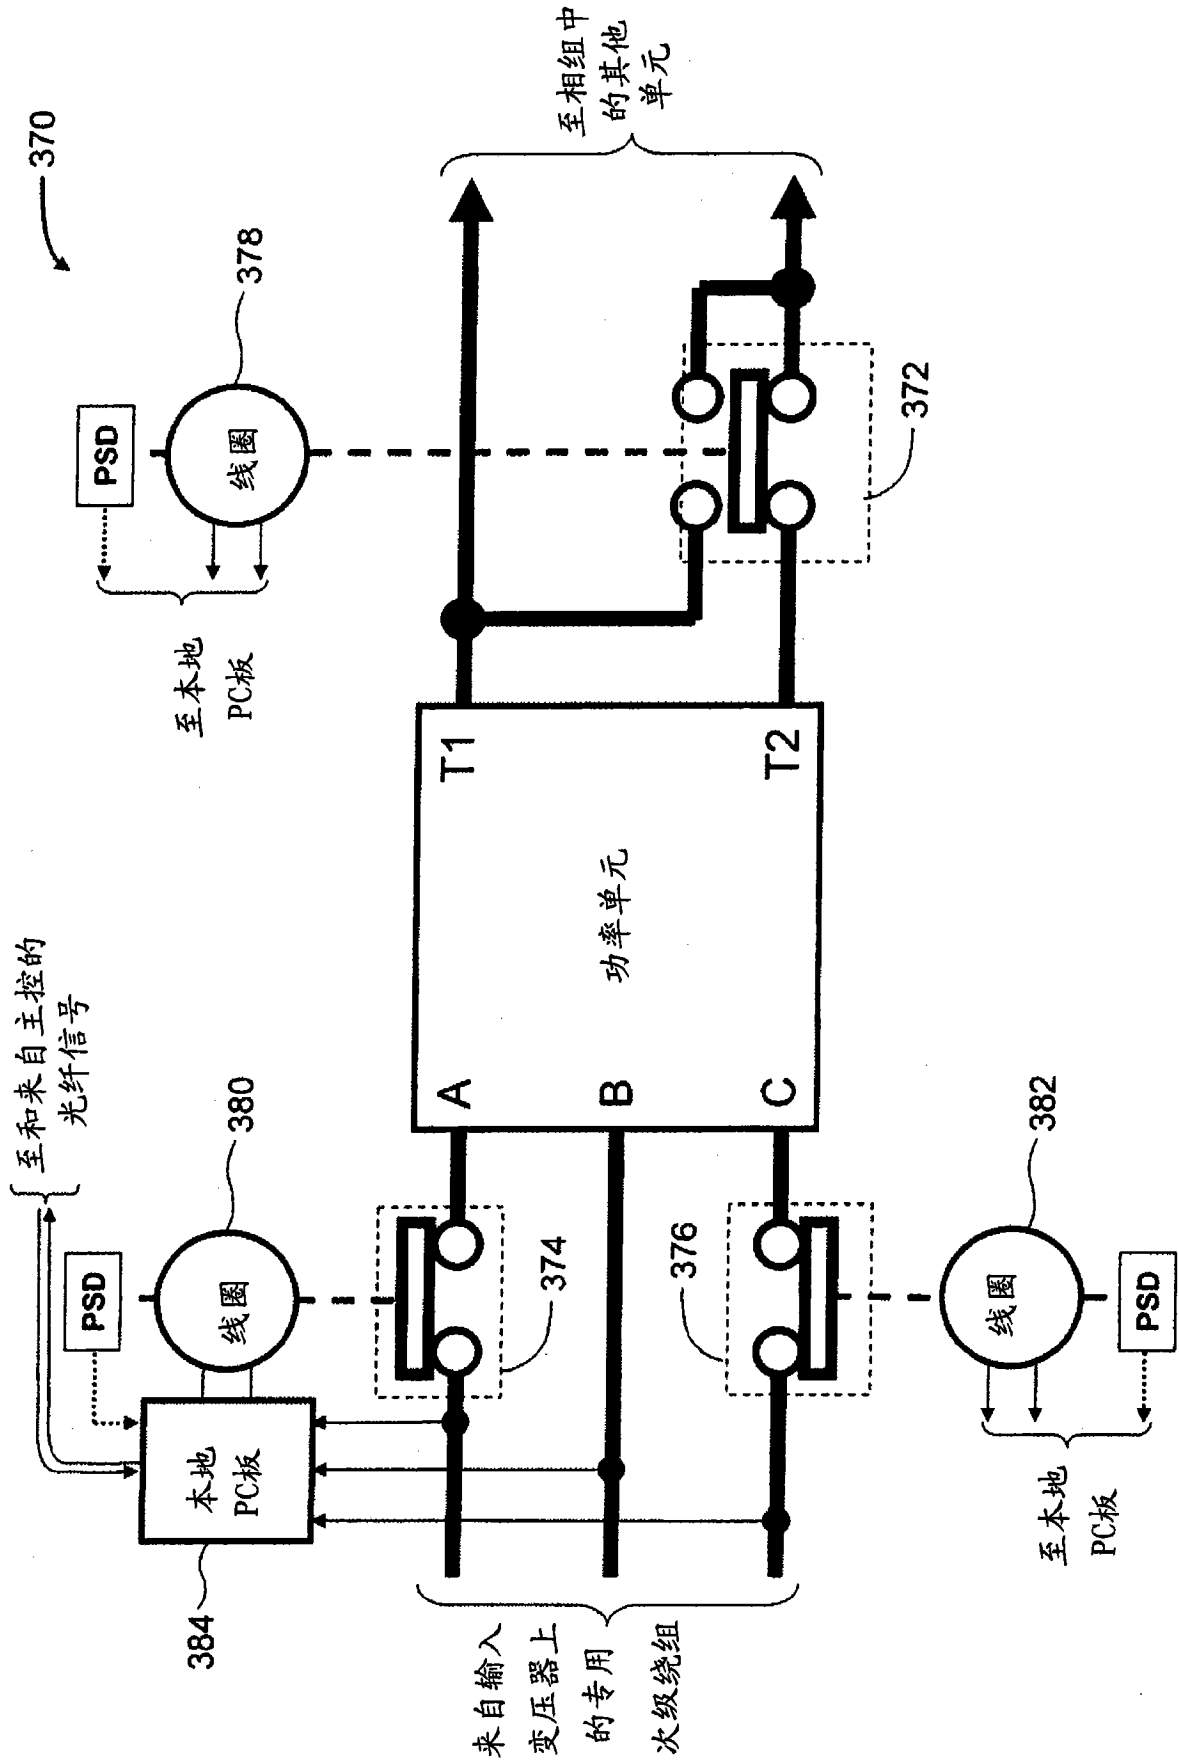 370
至和来自主控的
光纤信号
PSD
380
线圈
本地
PC板
384
PSD
378
线圈
至本地
PC板
至相组中
的其他
单元
来自输入
变压器上
的专用
次级绕组
374
A
B
C
功率单元
T1
T2
372
376
382
线圈
PSD
至本地
PC板